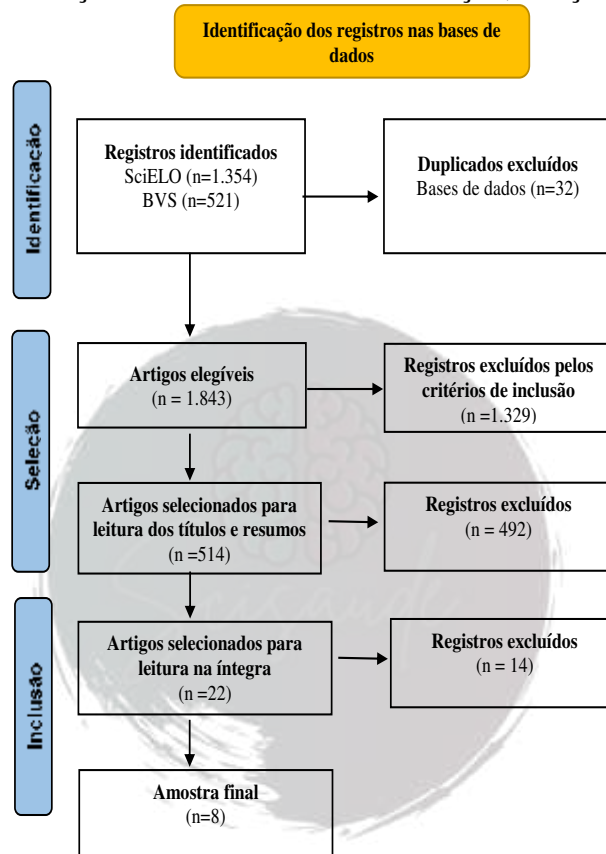 Identificação dos registros nas bases de
dados
Identificação
Registros identificados
SciELO (n=1.354)
BVS (n=521)
Duplicados excluídos
Bases de dados (n=32)
Seleção
Artigos elegíveis
(n = 1.843)
Registros excluídos pelos
critérios de inclusão
(n =1.329)
Artigos selecionados para
leitura dos títulos e resumos
(n =514)
Registros excluídos
(n = 492)
Inclusão
Artigos selecionados para
leitura na íntegra
(n =22)
Registros excluídos
(n = 14)
Amostra final
(n=8)